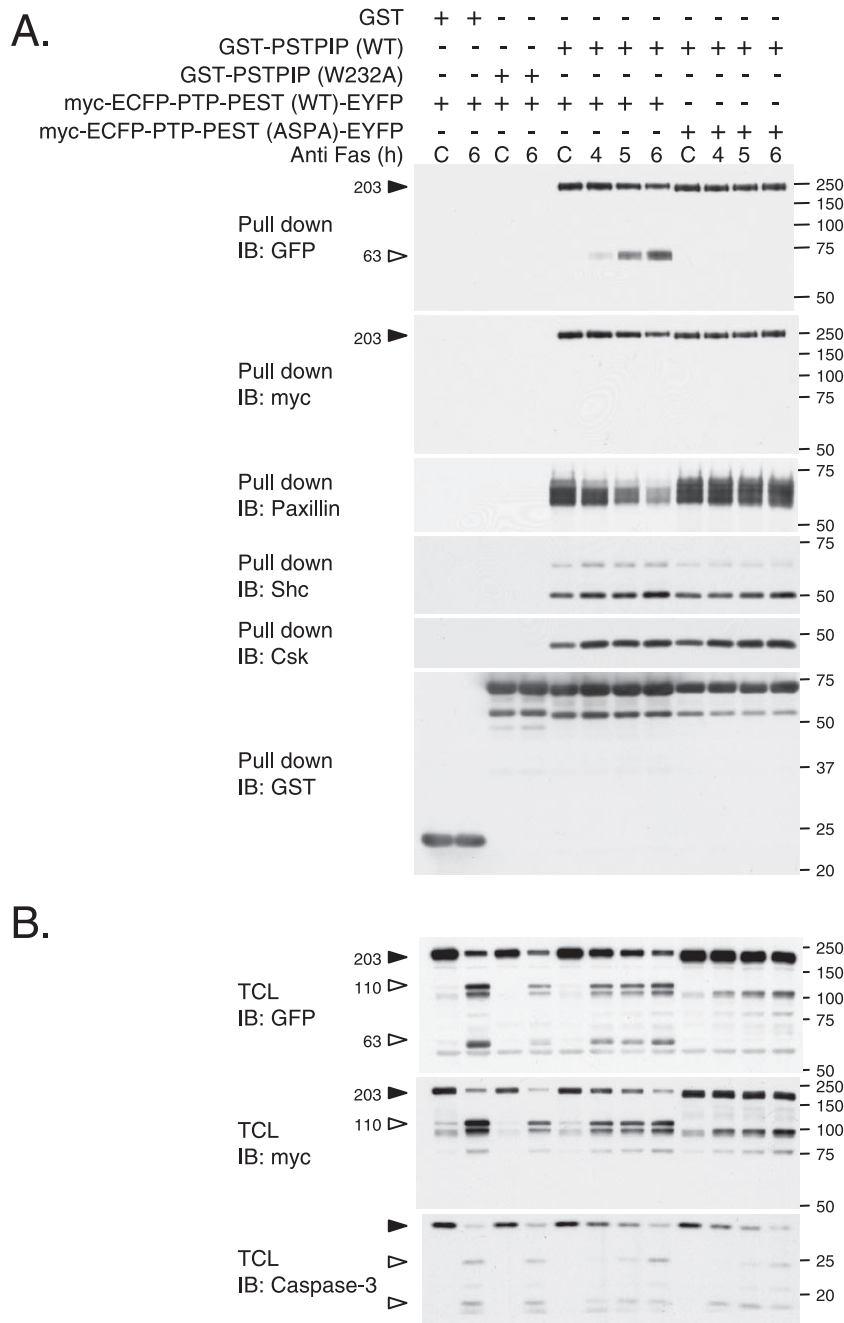 A.
GST + + - - - - - - - - - -
GST-PSTPIP (WT) - - - - + + + + + + + +
GST-PSTPIP (W232A) - - + + - - - - - - - -
myc-ECFP-PTP-PEST (WT)-EYFP + + + + + + + + - - - -
myc-ECFP-PTP-PEST (ASPA)-EYFP - - - - - - - - + + + +
Anti Fas (h) C 6 C 6 C 4 5 6 C 4 5 6
203 250
150
Pull down 100
IB: GFP 75
63
50
203 250
150
Pull down 100
IB: myc 75
50
75
Pull down
IB: Paxillin
50
75
Pull down
IB: Shc 50
Pull down 50
IB: Csk
75
50
Pull down 37
IB: GST
25
20
B.
203 250
150
110
TCL 100
IB: GFP 75
63
50
203 250
150
110 100
TCL
IB: myc 75
50
TCL 25
IB: Caspase-3
20